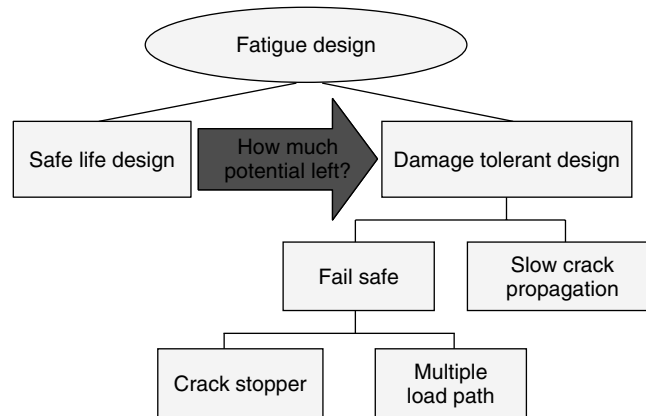 Fatigue design
Safe life design
How much
potential left?
Damage tolerant design
Fail safe
Slow crack
propagation
Crack stopper
Multiple
load path